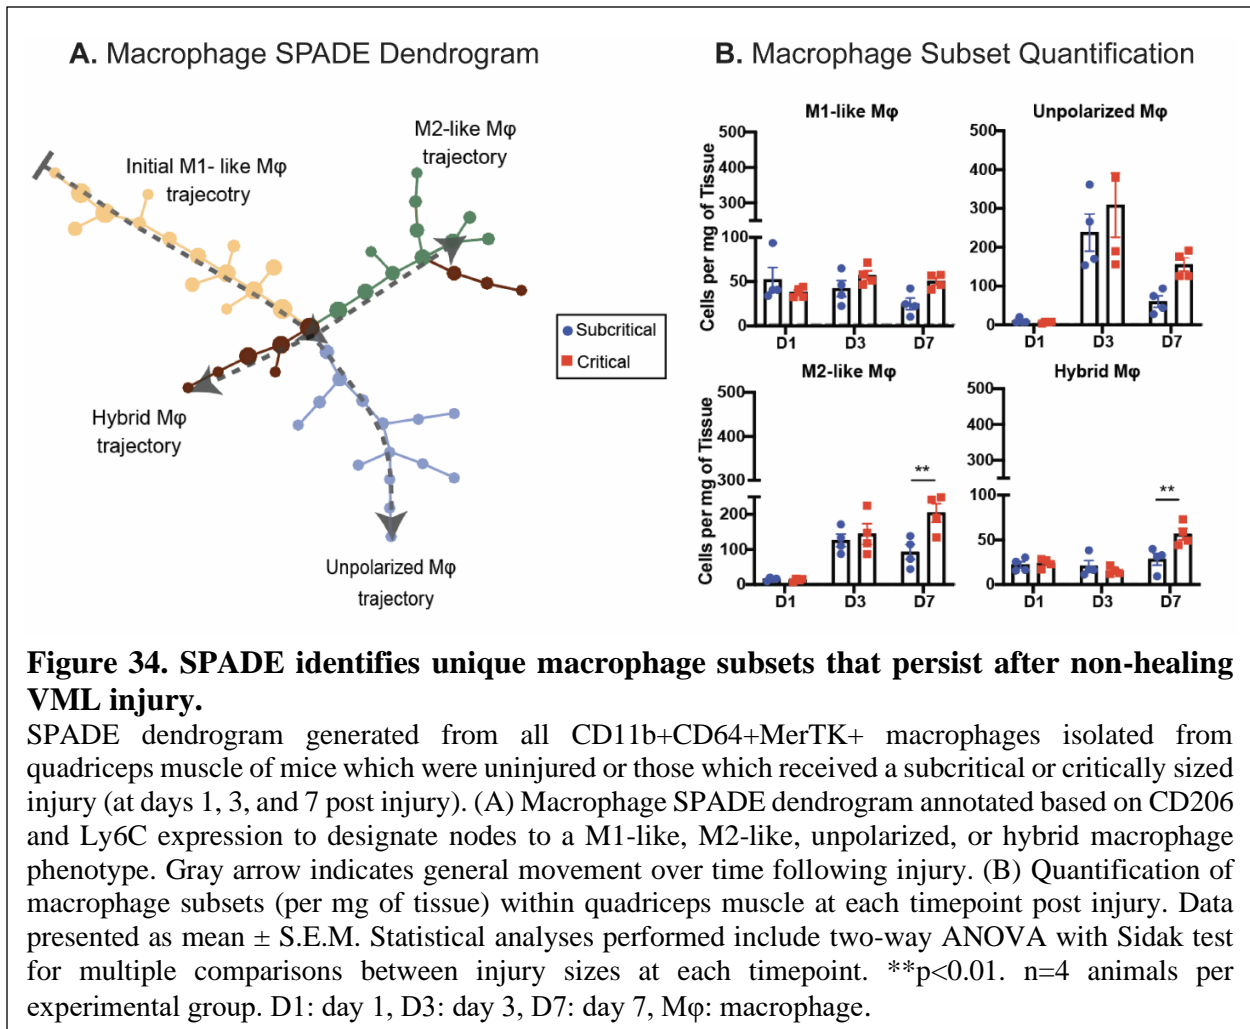 A. Macrophage SPADE Dendrogram
M2-like Mφ
trajectory
Initial M1- like Mφ
trajecotry
Hybrid Mφ
trajectory
Unpolarized Mφ
trajectory
Subcritical
Critical
B. Macrophage Subset Quantification
M1-like Mφ
Cells per mg of Tissue
500
400
300
100
50
0
D1 D3 D7
Unpolarized Mφ
500
400
300
200
100
0
D1 D3 D7
M2-like Mφ
Cells per mg of Tissue
500
400
300
200
100
0
**
D1 D3 D7
Hybrid Mφ
500
400
300
100
50
0
**
D1 D3 D7
Figure 34. SPADE identifies unique macrophage subsets that persist after non-healing
VML injury.
SPADE dendrogram generated from all CD11b+CD64+MerTK+ macrophages isolated from
quadriceps muscle of mice which were uninjured or those which received a subcritical or critically sized
injury (at days 1, 3, and 7 post injury). (A) Macrophage SPADE dendrogram annotated based on CD206
and Ly6C expression to designate nodes to a M1-like, M2-like, unpolarized, or hybrid macrophage
phenotype. Gray arrow indicates general movement over time following injury. (B) Quantification of
macrophage subsets (per mg of tissue) within quadriceps muscle at each timepoint post injury. Data
presented as mean ± S.E.M. Statistical analyses performed include two-way ANOVA with Sidak test
for multiple comparisons between injury sizes at each timepoint. **p<0.01. n=4 animals per
experimental group. D1: day 1, D3: day 3, D7: day 7, Mφ: macrophage.